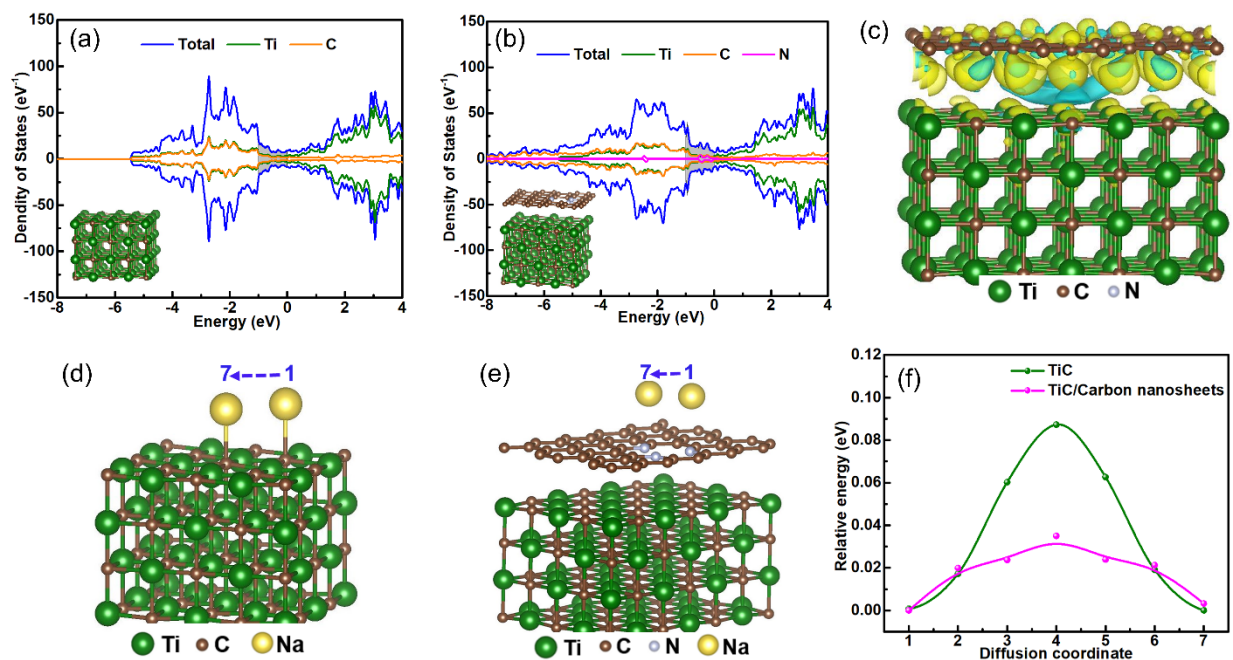 (a)
Total Ti C
150
100
50
0
-50
-100
-150
-8 -6 -4 -2 0 2 4
Dendity of States (eV-1)
Energy (eV)
(b)
Total Ti C N
150
100
50
0
-50
-100
-150
-8 -6 -4 -2 0 2 4
Density of States (eV-1)
Energy (eV)
(c)
Ti C N
(d)
7 1
Ti C Na
(e)
7 1
Ti C N Na
(f)
TiC
TiC/Carbon nanosheets
0.12
0.10
0.08
0.06
0.04
0.02
0.00
1 2 3 4 5 6 7
Relative energy (eV)
Diffusion coordinate